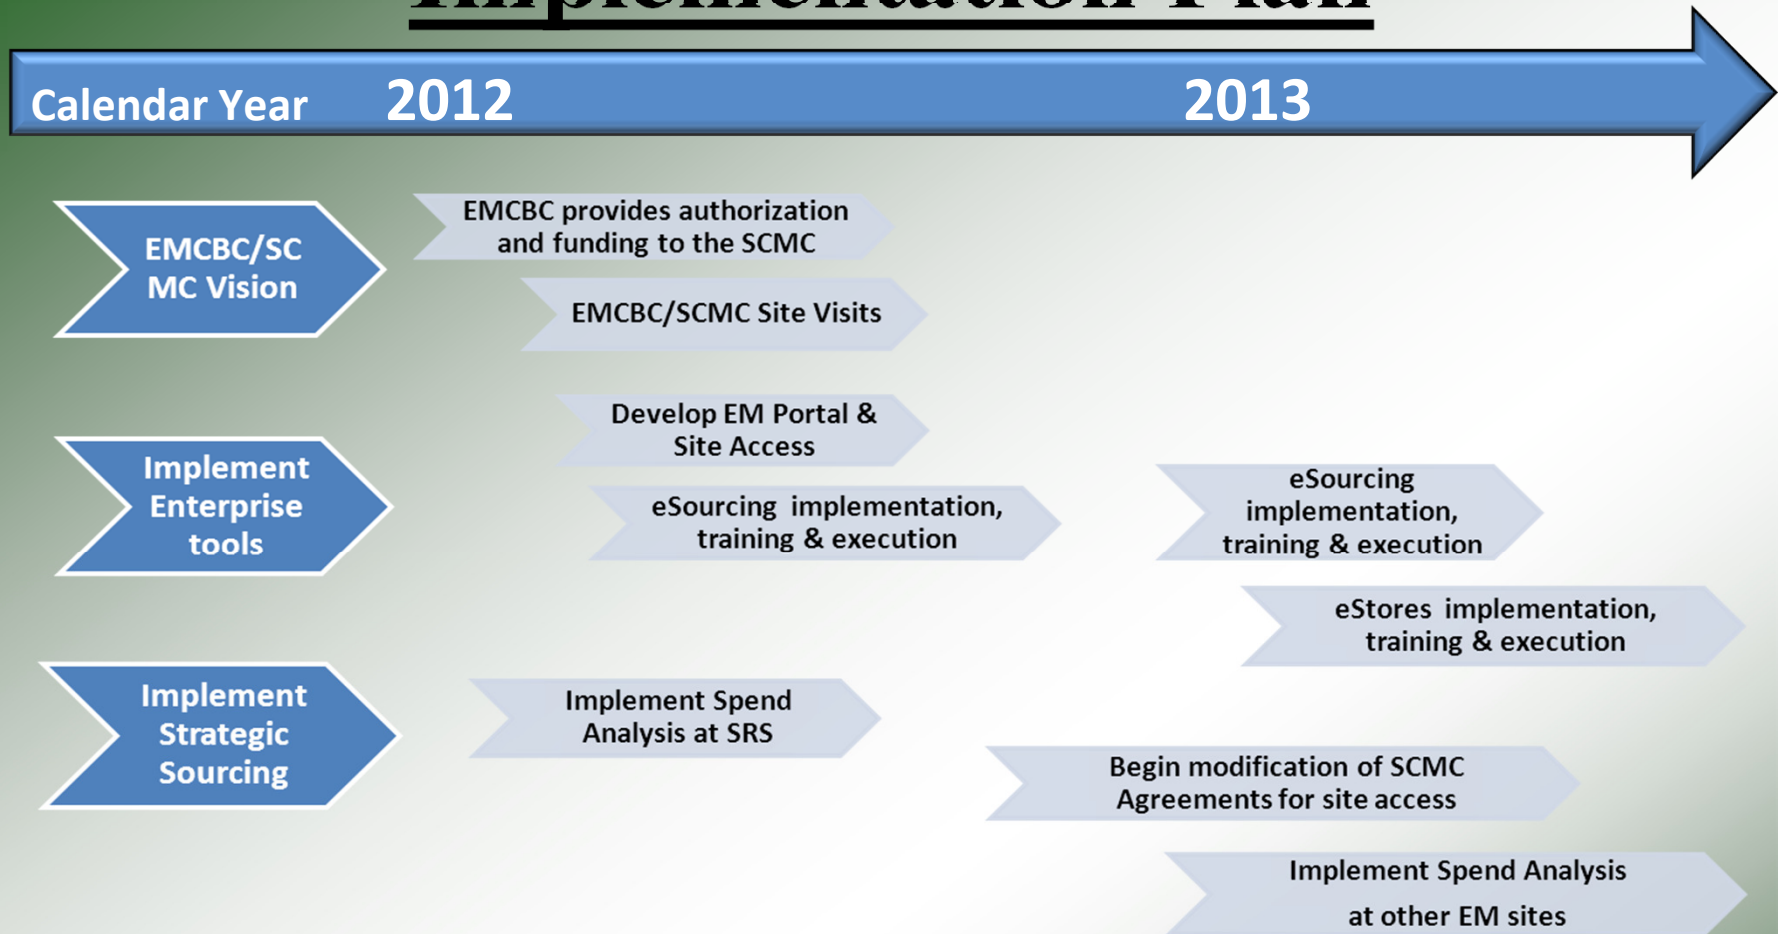 Implementation Plan
Calendar Year 2012 2013
EMCBC/SC
MC Vision
EMCBC provides authorization
and funding to the SCMC
EMCBC/SCMC Site Visits
Implement
Enterprise
tools
Develop EM Portal &
Site Access
eSourcing implementation,
training & execution
eSourcing
implementation,
training & execution
eStores implementation,
training & execution
Implement
Strategic
Sourcing
Implement Spend
Analysis at SRS
Begin modification of SCMC
Agreements for site access
Implement Spend Analysis
at other EM sites